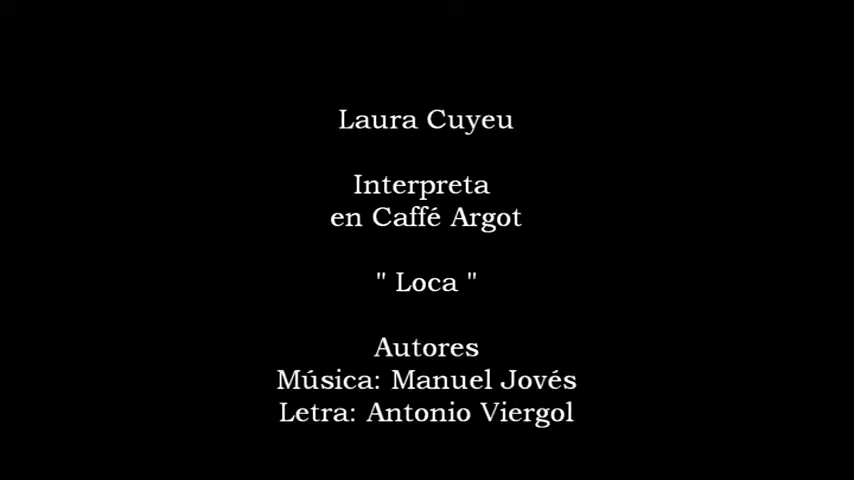 Laura Cuyeu
Interpreta
en Caffé Argot
" Loca "
Autores
Música: Manuel Jovés
Letra: Antonio Viergol